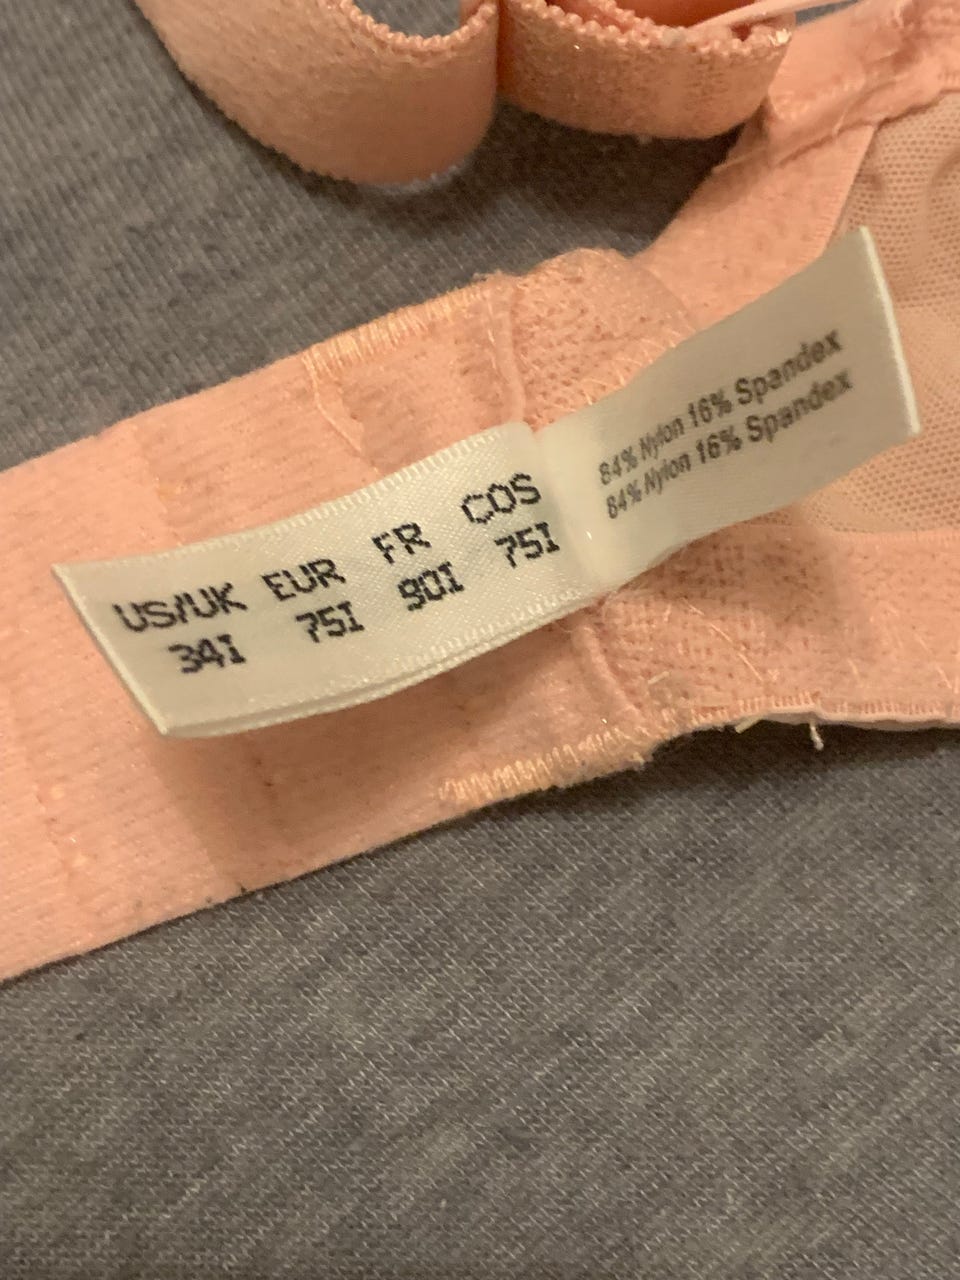 US/UK EUR FR COS
34I 75I 90I 75I
84% Nylon 16% Spandex
84% Nylon 16% Spandex